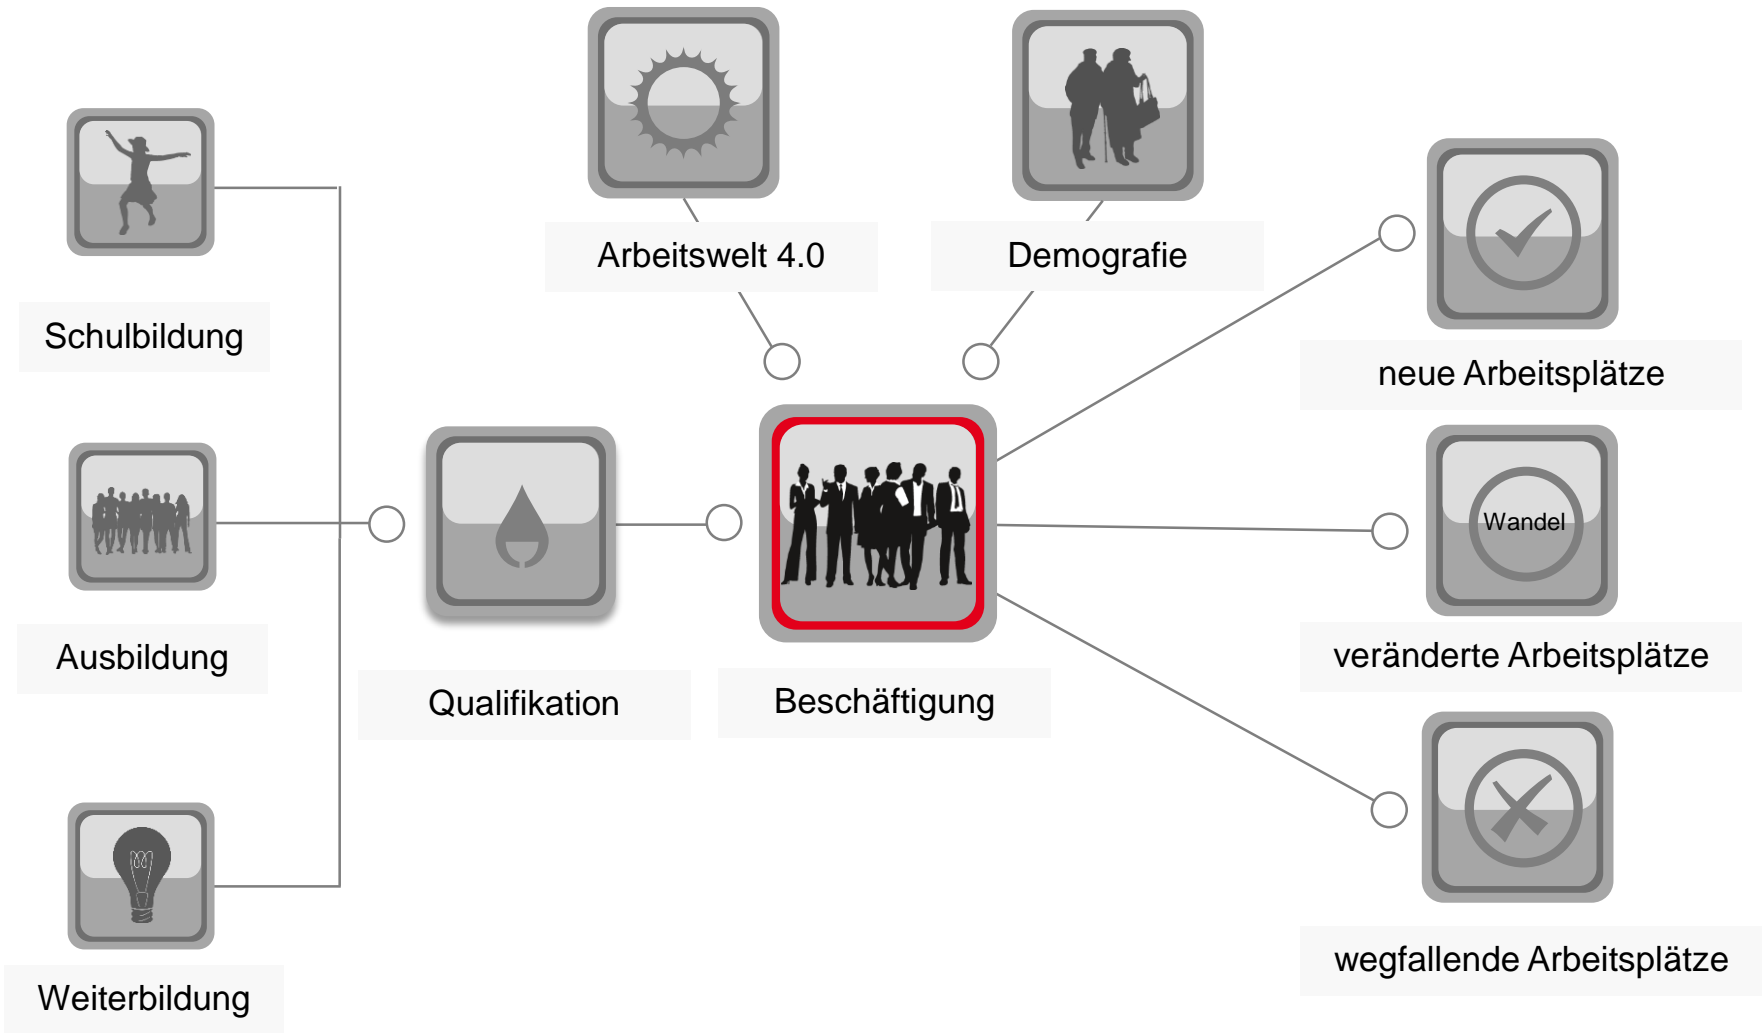 Arbeitswelt 4.0
Demografie
Schulbildung
neue Arbeitsplätze
Wandel
Ausbildung
veränderte Arbeitsplätze
Qualifikation
Beschäftigung
wegfallende Arbeitsplätze
Weiterbildung